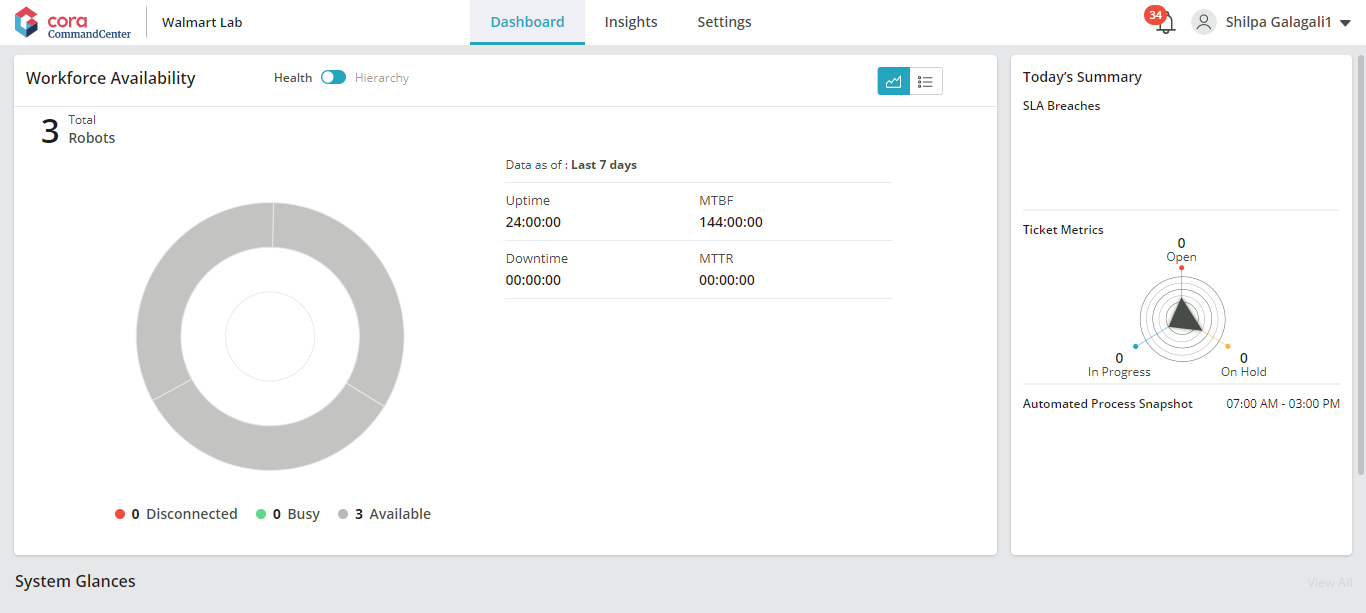 cora
CommandCenter
Walmart Lab
Dashboard
Insights
Settings
34
Shilpa Galagali1
Workforce Availability
Health
Hierarchy
3
Total
Robots
Data as of : Last 7 days
Uptime
MTBF
24:00:00
144:00:00
Downtime
MTTR
00:00:00
00:00:00
0 Disconnected
0 Busy
3 Available
Today's Summary
SLA Breaches
Ticket Metrics
0
Open
0
In Progress
0
On Hold
Automated Process Snapshot
07:00 AM - 03:00 PM
System Glances
View All